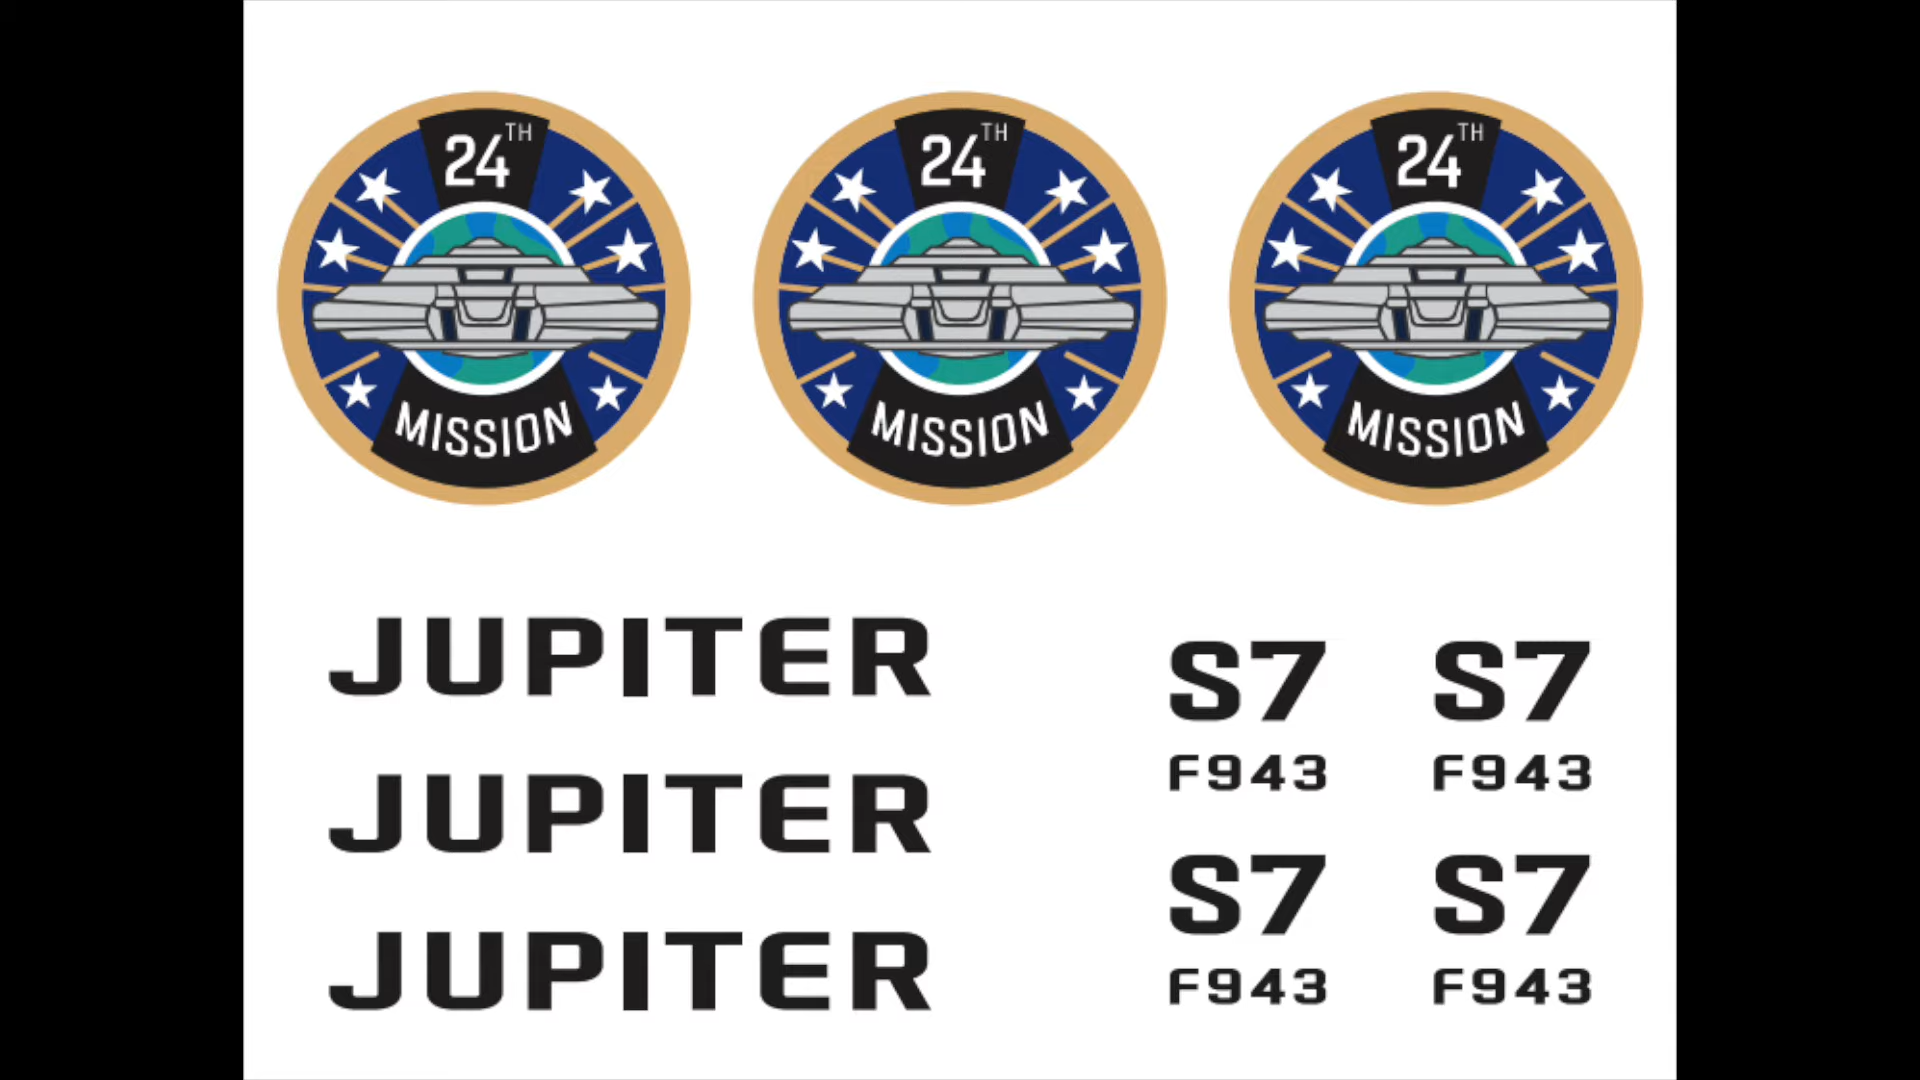 24TH
MISSION
24TH
MISSION
24TH
MISSION
JUPITER
JUPITER
JUPITER
S7
F943
S7
F943
S7
F943
S7
F943